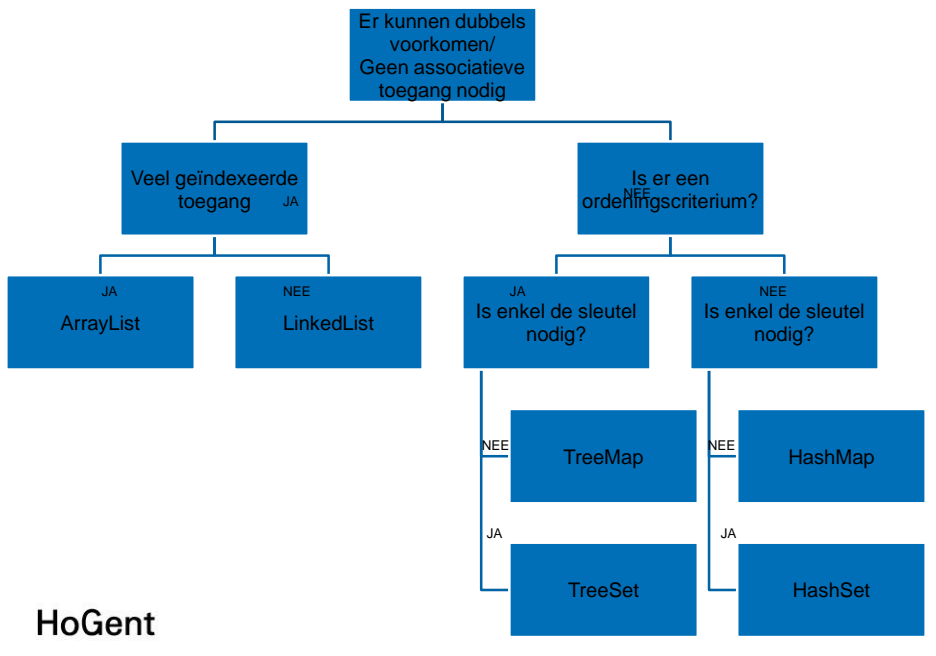 Er kunnen dubbels
voorkomen/
Geen associatieve
toegang nodig
Veel geïndexeerde
toegang
JA
Is er een
ordeningscriterium?
NEE
JA
ArrayList
NEE
LinkedList
JA
Is enkel de sleutel
nodig?
NEE
Is enkel de sleutel
nodig?
NEE
TreeMap
NEE
HashMap
JA
TreeSet
JA
HashSet
HoGent